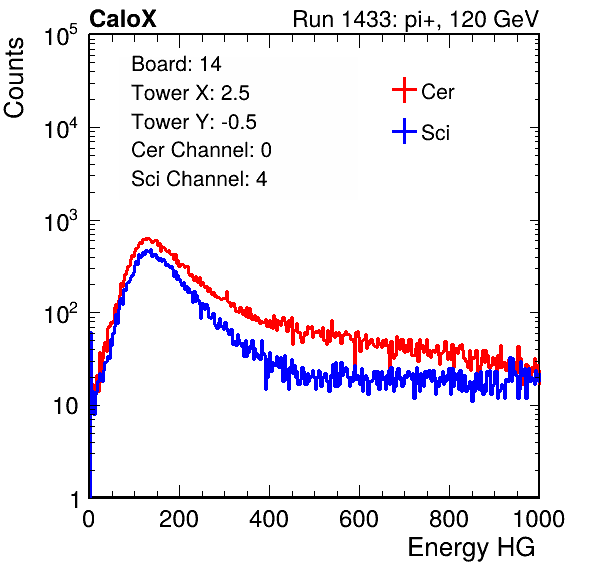 CaloX Run 1433: pi+, 120 GeV
Counts
Board: 14
Tower X: 2.5
Tower Y: -0.5
Cer Channel: 0
Sci Channel: 4
Cer
Sci
10^5
10^4
10^3
10^2
10
1
0 200 400 600 800 1000
Energy HG